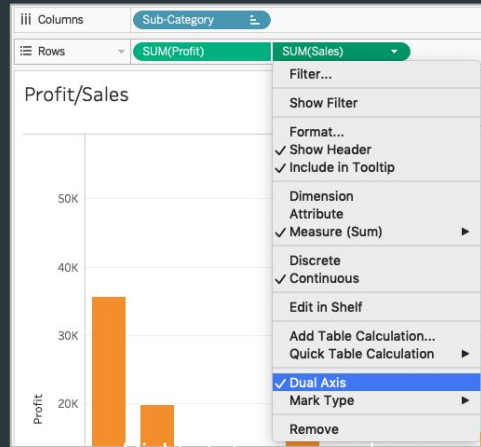 Columns
Sub-Category
Rows
SUM(Profit)
SUM(Sales)
Profit/Sales
50K
40K
30K
20K
Profit
Filter...
Show Filter
Format...
✓ Show Header
✓ Include in Tooltip
Dimension
Attribute
✓ Measure (Sum)
Discrete
✓ Continuous
Edit in Shelf
Add Table Calculation...
Quick Table Calculation
✓ Dual Axis
Mark Type
Remove